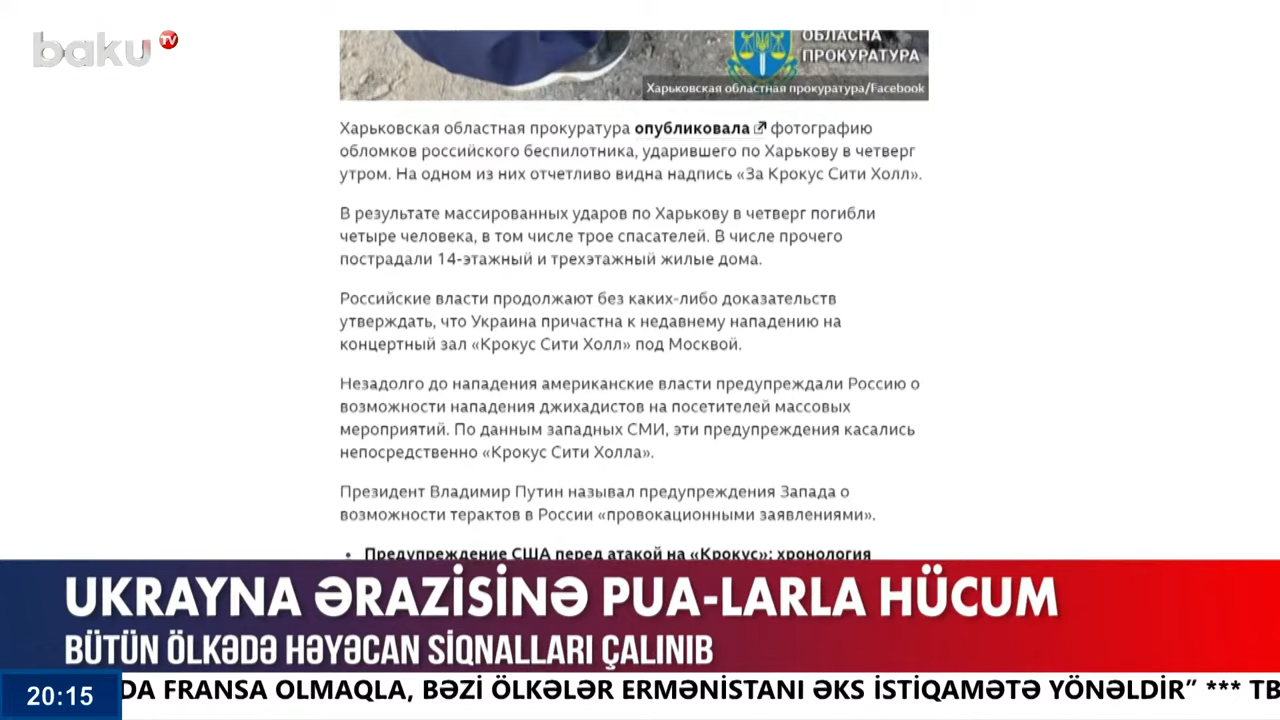 baku TV
ОБЛАСНА
ПРОКУРАТУРА
Харьковская областная прокуратура/Facebook
Харьковская областная прокуратура опубликовала фотографию
обломков российского беспилотника, ударившего по Харькову в четверг
утром. На одном из них отчетливо видна надпись «За Крокус Сити Холл».
В результате массированных ударов по Харькову в четверг погибли
четыре человека, в том числе трое спасателей. В числе прочего
пострадали 14-этажный и трехэтажный жилые дома.
Российские власти продолжают без каких-либо доказательств
утверждать, что Украина причастна к недавнему нападению на
концертный зал «Крокус Сити Холл» под Москвой.
Незадолго до нападения американские власти предупреждали Россию о
возможности нападения джихадистов на посетителей массовых
мероприятий. По данным западных СМИ, эти предупреждения касались
непосредственно «Крокус Сити Холла».
Президент Владимир Путин называл предупреждения Запада о
возможности терактов в России «провокационными заявлениями».
• Предупреждение США перед атакой на «Крокус»: хронология
UKRAYNA ƏRAZİSİNƏ PUA-LARLA HÜCUM
BÜTÜN ÖLKƏDƏ HƏYƏCAN SİQNALLARI ÇALINIB
20:15 DA FRANSA OLMAQLA, BƏZİ ÖLKƏLƏR ERMƏNİSTANI ƏKS İSTİQAMƏTƏ YÖNƏLDİR” *** TB